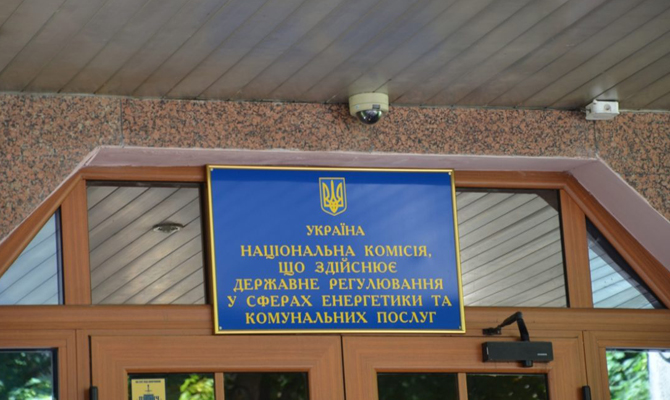 УКРАЇНА
НАЦІОНАЛЬНА КОМІСІЯ,
ЩО ЗДІЙСНЮЄ
ДЕРЖАВНЕ РЕГУЛЮВАННЯ
У СФЕРАХ ЕНЕРГЕТИКИ ТА
КОМУНАЛЬНИХ ПОСЛУГ